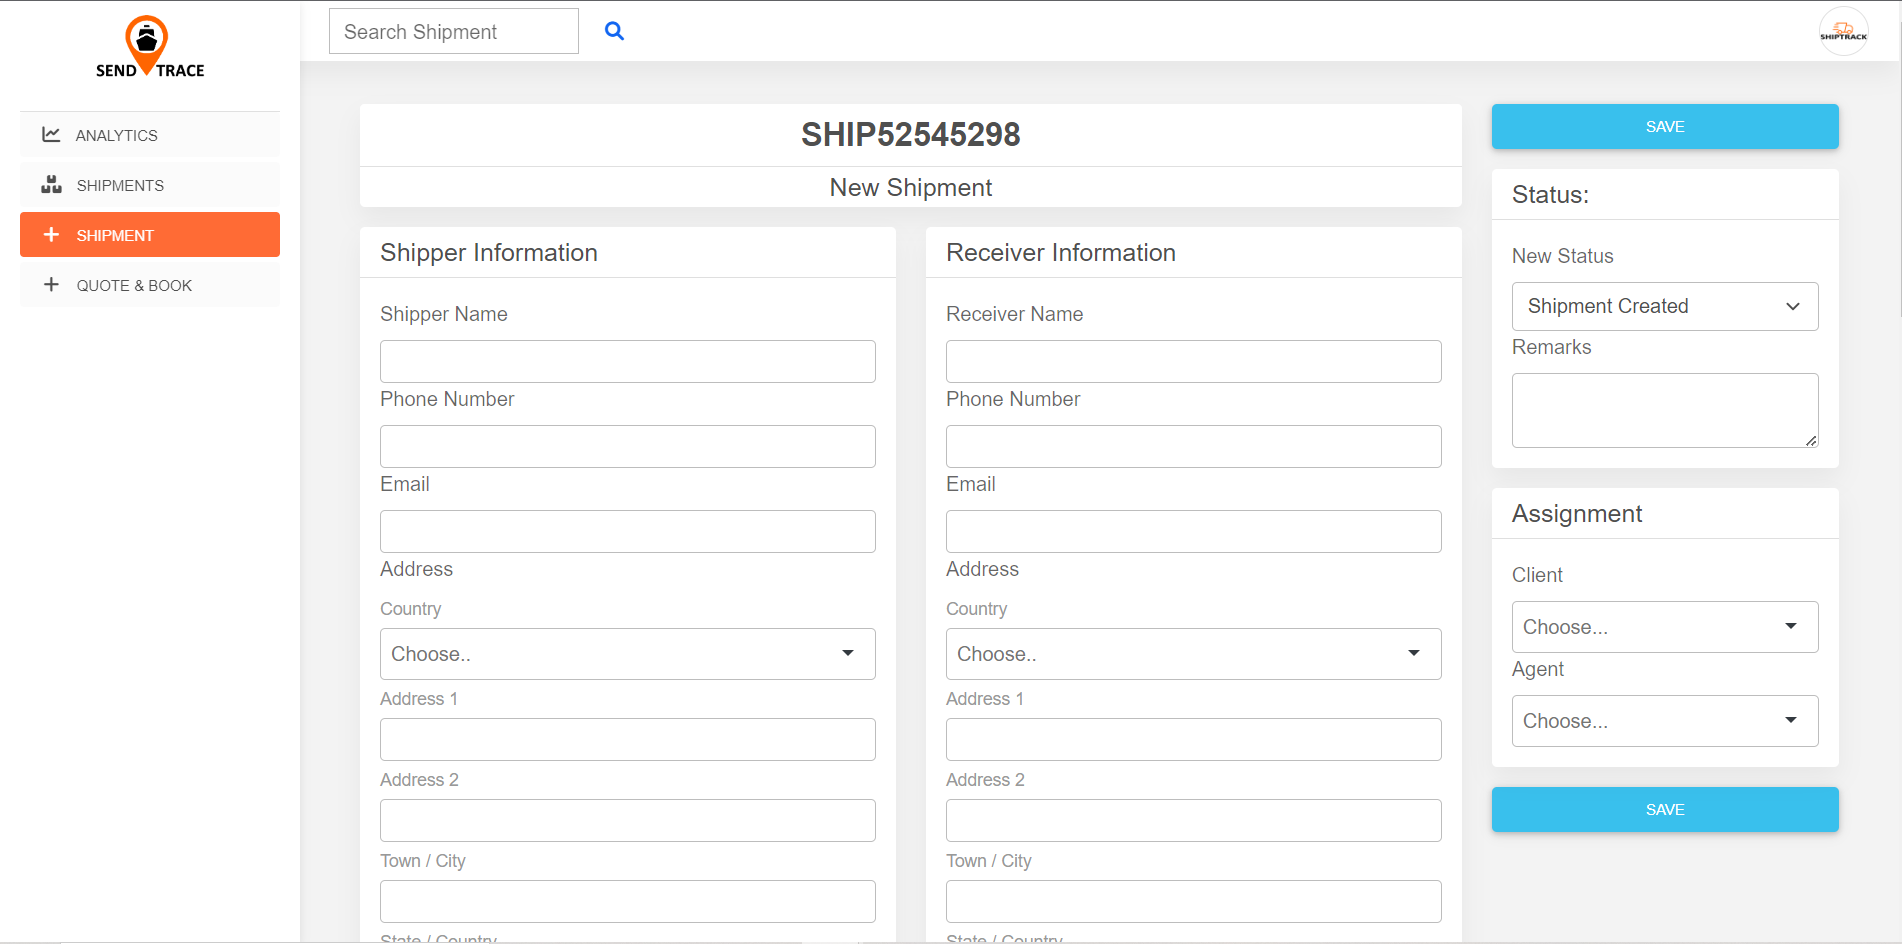 SEND TRACE
ANALYTICS
SHIPMENTS
SHIPMENT
QUOTE & BOOK
Search Shipment
SHIPTRACK
SHIP52545298
New Shipment
Shipper Information
Shipper Name
Phone Number
Email
Address
Country
Choose..
Address 1
Address 2
Town / City
State / Country
Receiver Information
Receiver Name
Phone Number
Email
Address
Country
Choose..
Address 1
Address 2
Town / City
State / Country
SAVE
Status:
New Status
Shipment Created
Remarks
Assignment
Client
Choose...
Agent
Choose...
SAVE